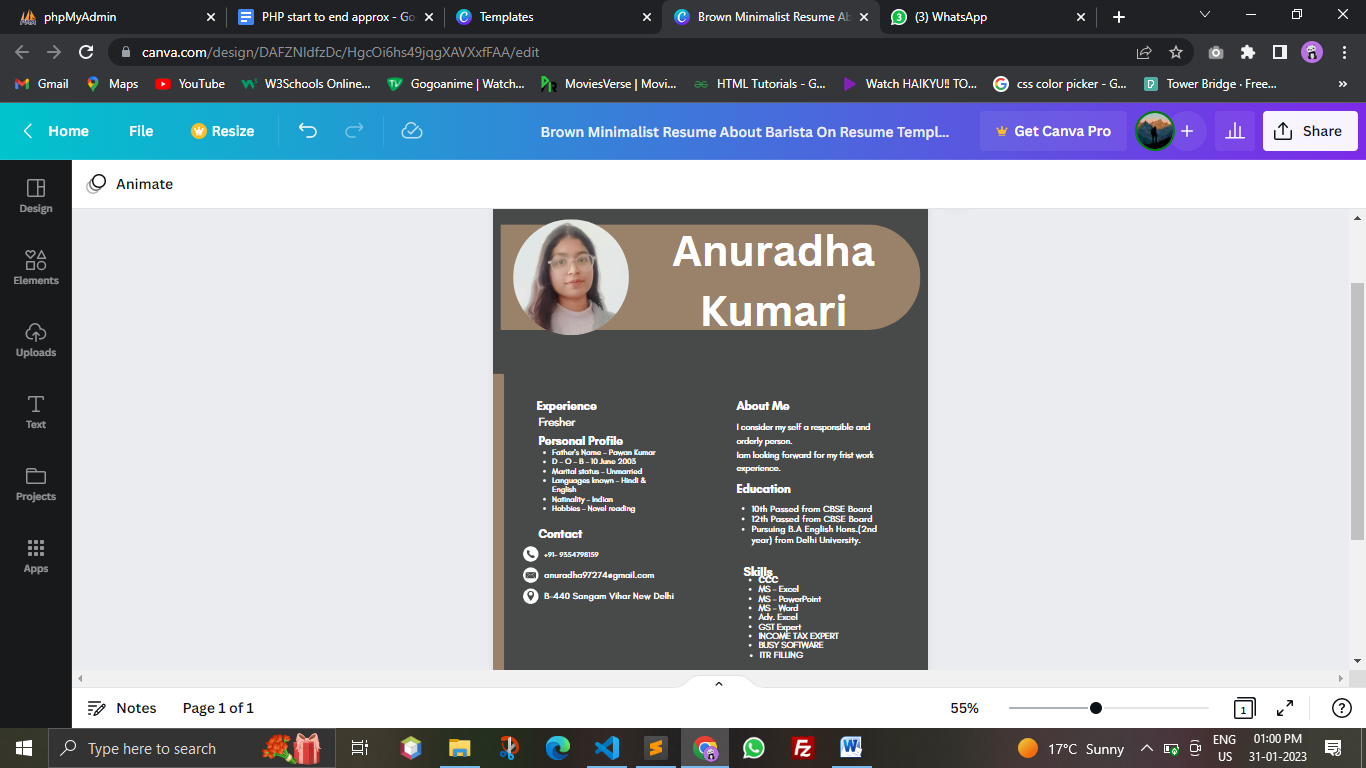 phpMyAdmin
PHP start to end approx - Go
Templates
Brown Minimalist Resume Ab
(3) WhatsApp
canva.com/design/DAFZNIdfzDc/HgcOi6hs49jqgXAVXxfFAA/edit
Gmail
Maps
YouTube
W3Schools Online...
Gogoanime | Watch...
MoviesVerse | Movi...
HTML Tutorials - G...
Watch HAIKYU!! TO...
css color picker - G...
Tower Bridge · Free...
»
Home
File
Resize
Brown Minimalist Resume About Barista On Resume Templ...
Get Canva Pro
+
Share
Animate
Design
Elements
Uploads
Text
Projects
Apps
Anuradha
Kumari
Experience
Fresher
Personal Profile
• Father's Name - Pawan Kumar
• D - O - B - 10 June 2003
• Marital status - Unmarried
• Languages known - Hindi &
English
• Natinality - Indian
• Hobbies - Novel reading
Contact
+91- 9354798159
anuradha97274@gmail.com
B-440 Sangam Vihar New Delhi
About Me
I consider my self a responsible and
orderly person.
Iam looking forward for my frist work
experience.
Education
• 10th Passed from CBSE Board
• 12th Passed from CBSE Board
• Pursuing B.A English Hons.(2nd
year) from Delhi University.
Skills
• CCC
• MS - Excel
• MS - PowerPoint
• MS - Word
• Adv. Excel
• GST Expert
• INCOME TAX EXPERT
• BUSY SOFTWARE
• ITR FILLING
Notes
Page 1 of 1
55%
1
?
Type here to search
17°C Sunny
ENG
US
01:00 PM
31-01-2023